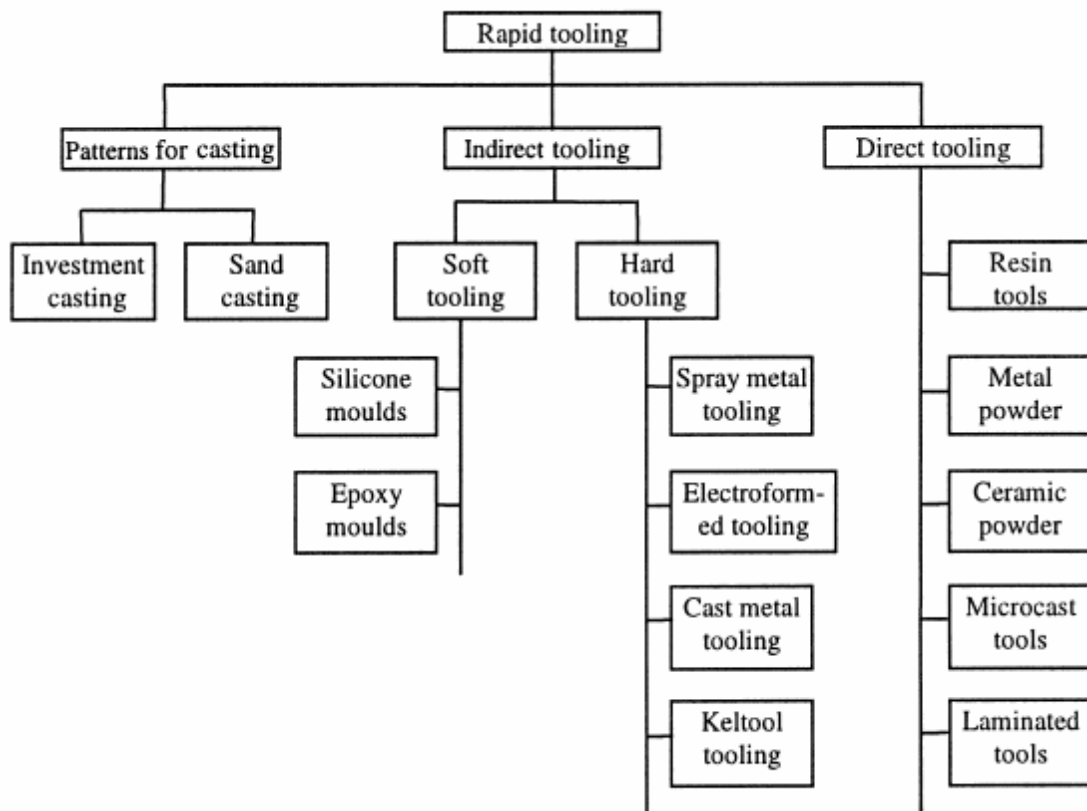 Rapid tooling
Patterns for casting
Indirect tooling
Direct tooling
Investment
casting
Sand
casting
Soft
tooling
Hard
tooling
Silicone
moulds
Epoxy
moulds
Spray metal
tooling
Electroform-
ed tooling
Cast metal
tooling
Keltool
tooling
Resin
tools
Metal
powder
Ceramic
powder
Microcast
tools
Laminated
tools